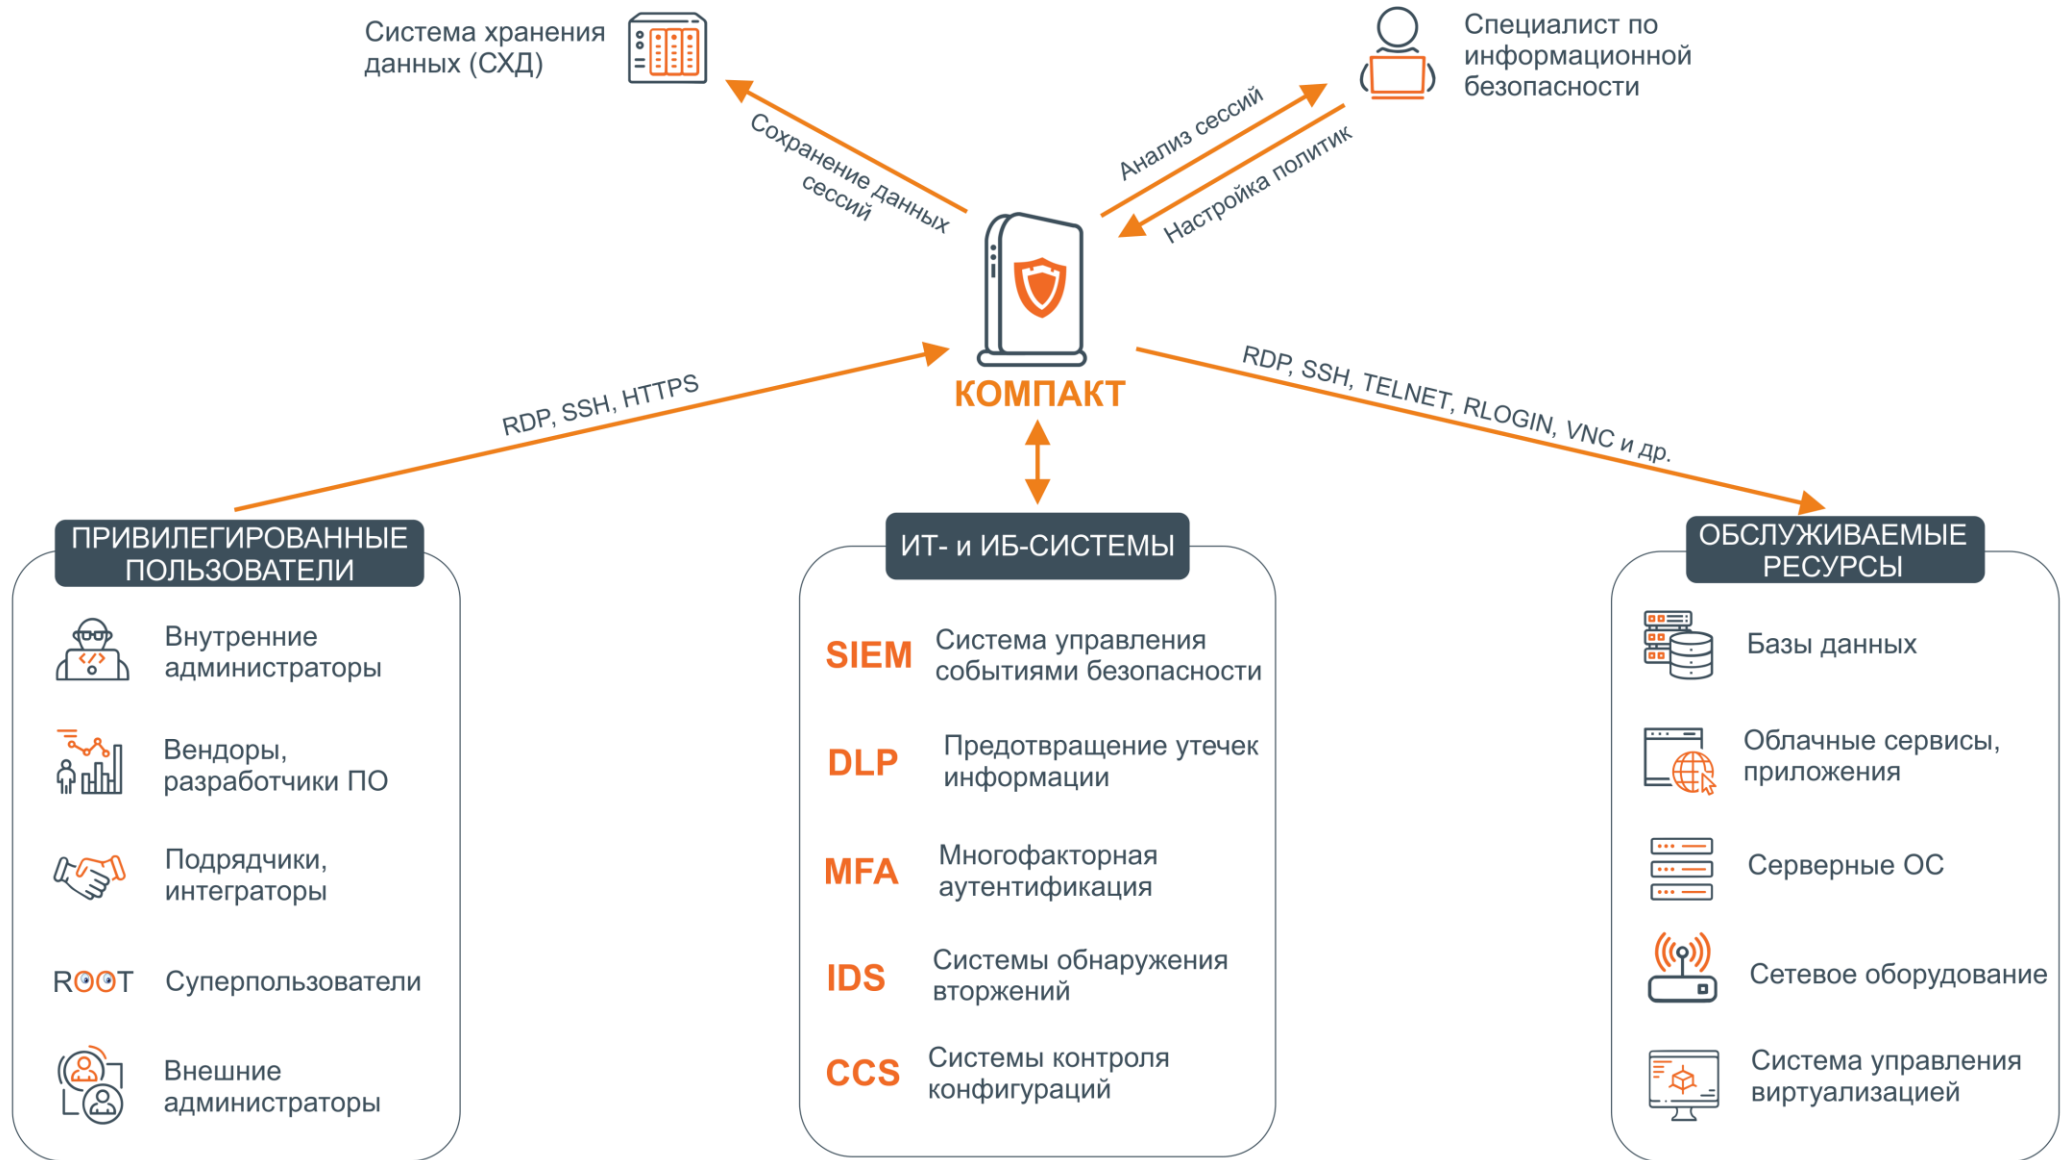 Система хранения
данных (СХД)
Специалист по
информационной
безопасности
Сохранение данных
сессий
Анализ сессий
Настройка политик
КОМПАКТ
RDP, SSH, HTTPS
RDP, SSH, TELNET, RLOGIN, VNC и др.
ПРИВИЛЕГИРОВАННЫЕ
ПОЛЬЗОВАТЕЛИ
Внутренние
администраторы
Вендоры,
разработчики ПО
Подрядчики,
интеграторы
ROOT Суперпользователи
Внешние
администраторы
ИТ- и ИБ-СИСТЕМЫ
SIEM
Система управления
событиями безопасности
DLP
Предотвращение утечек
информации
MFA
Многофакторная
аутентификация
IDS
Системы обнаружения
вторжений
CCS
Системы контроля
конфигураций
ОБСЛУЖИВАЕМЫЕ
РЕСУРСЫ
Базы данных
Облачные сервисы,
приложения
Серверные ОС
Сетевое оборудование
Система управления
виртуализацией